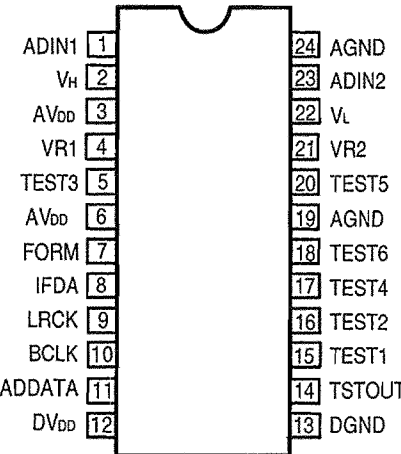 ADIN1 1 24 AGND
VH 2 23 ADIN2
AVDD 3 22 VL
VR1 4 21 VR2
TEST3 5 20 TEST5
AVDD 6 19 AGND
FORM 7 18 TEST6
IFDA 8 17 TEST4
LRCK 9 16 TEST2
BCLK 10 15 TEST1
ADDATA 11 14 TSTOUT
DVDD 12 13 DGND